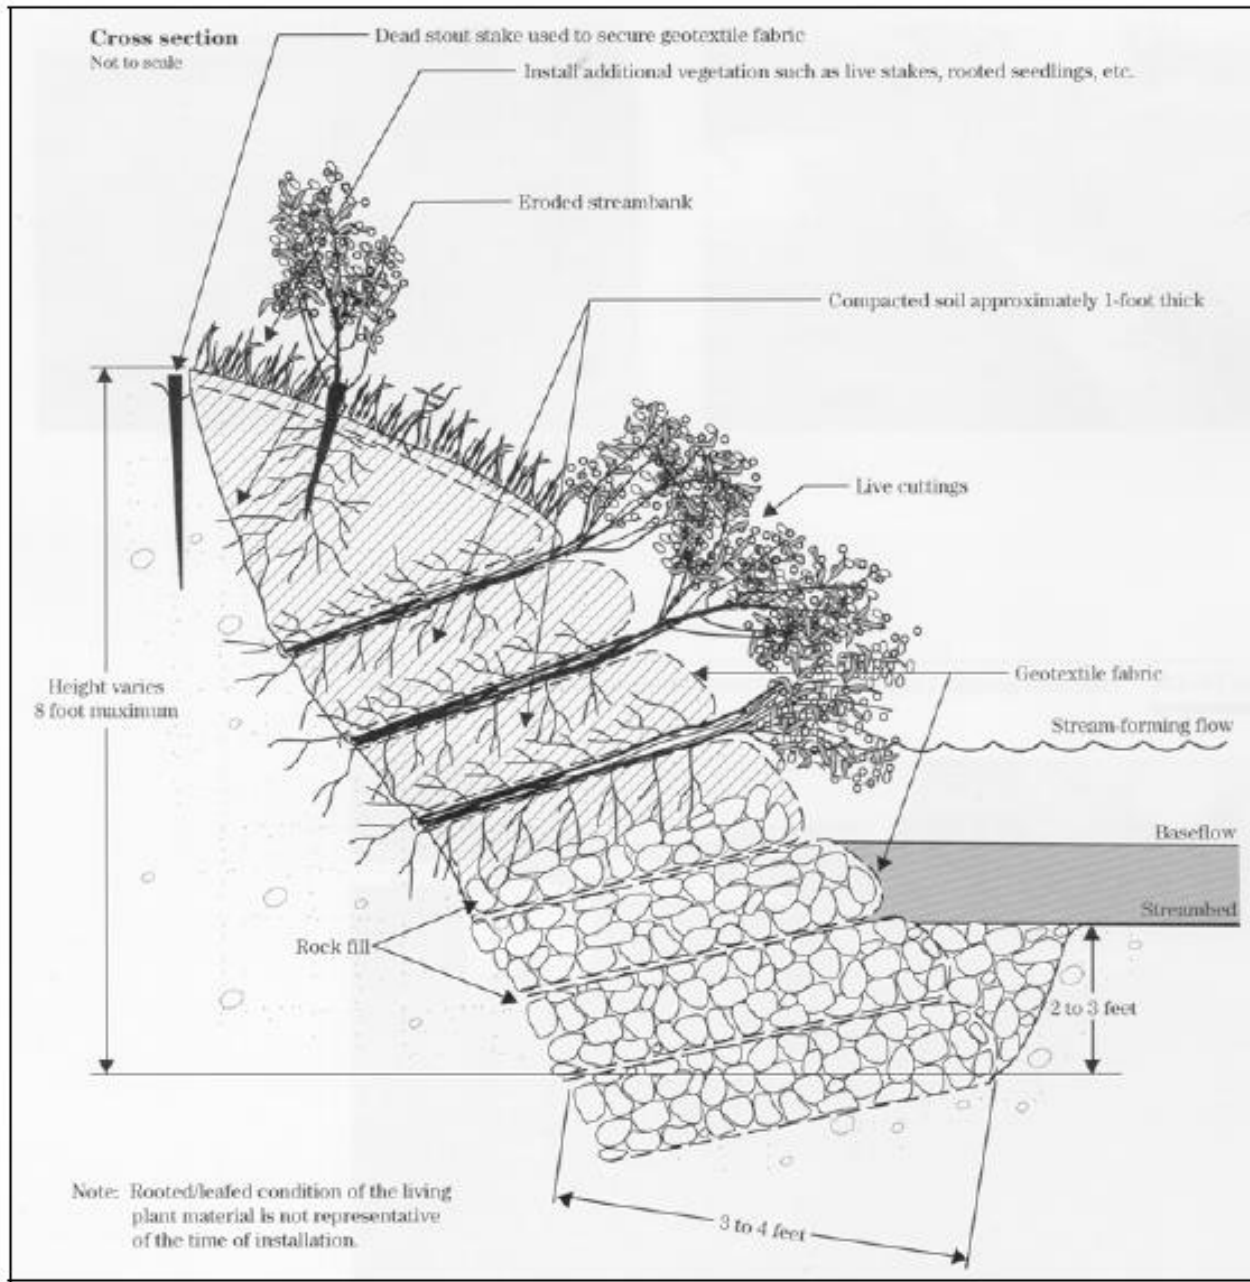 Cross section
Not to scale
Dead stout stake used to secure geotextile fabric
Install additional vegetation such as live stakes, rooted seedlings, etc.
Eroded streambank
Compacted soil approximately 1-foot thick
Live cuttings
Geotextile fabric
Height varies
8 foot maximum
Stream-forming flow
Baseflow
Streambed
Rock fill
2 to 3 feet
3 to 4 feet
Note: Rooted/leafed condition of the living
plant material is not representative
of the time of installation.